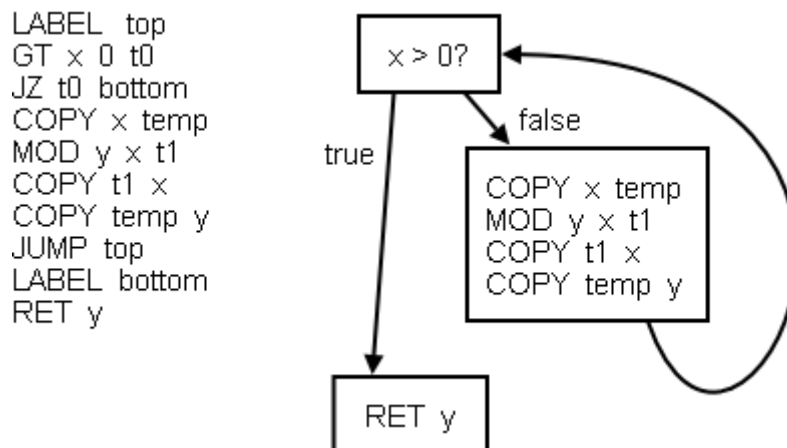 LABEL top
GT x 0 t0
JZ t0 bottom
COPY x temp
MOD y x t1
COPY t1 x
COPY temp y
JUMP top
LABEL bottom
RET y
x > 0?
true
false
COPY x temp
MOD y x t1
COPY t1 x
COPY temp y
RET y